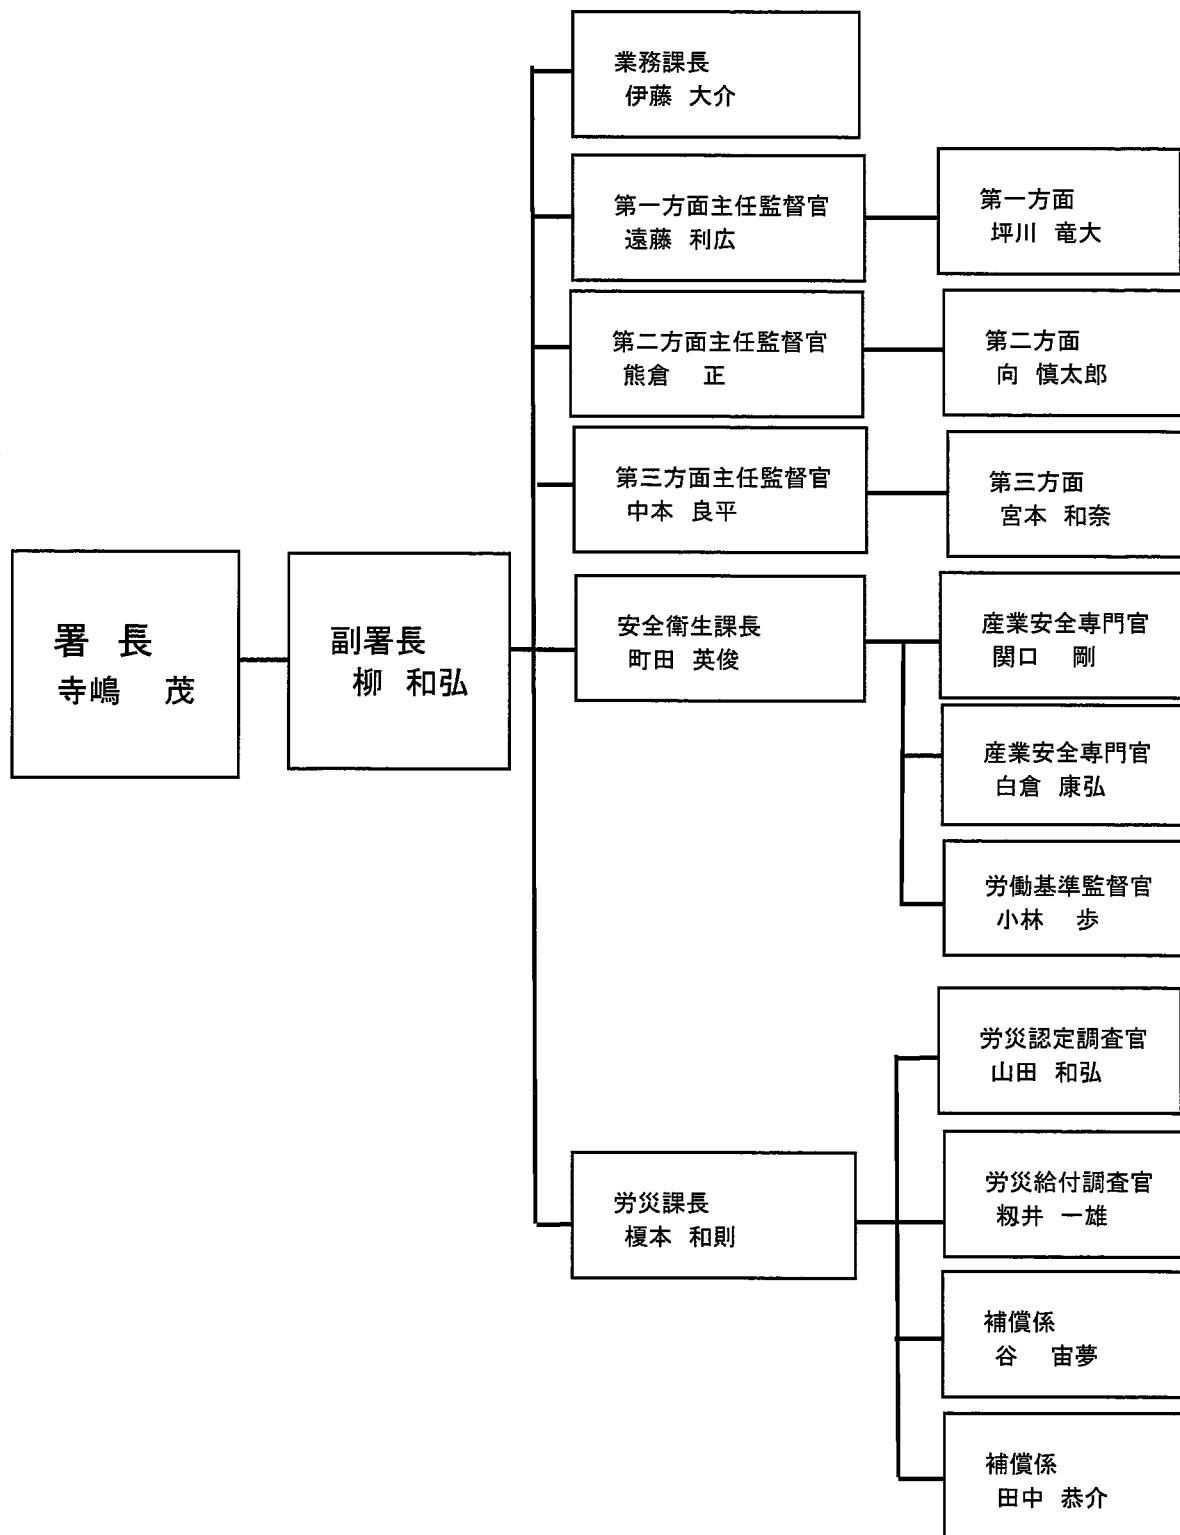 署 長
寺嶋 茂
副署長
柳 和弘
業務課長
伊藤 大介
第一方面主任監督官
遠藤 利広
第一方面
坪川 竜大
第二方面主任監督官
熊倉 正
第二方面
向 慎太郎
第三方面主任監督官
中本 良平
第三方面
宮本 和奈
安全衛生課長
町田 英俊
産業安全専門官
関口 剛
産業安全専門官
白倉 康弘
労働基準監督官
小林 歩
労災課長
榎本 和則
労災認定調査官
山田 和弘
労災給付調査官
籾井 一雄
補償係
谷 宙夢
補償係
田中 恭介